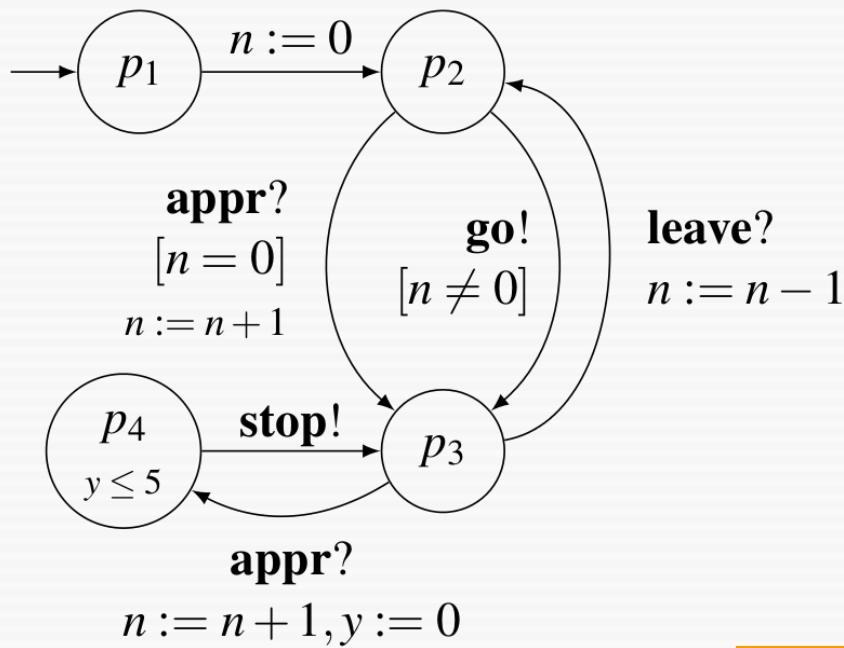 n := 0
p1
p2
appr?
[n = 0]
n := n + 1
go!
[n ≠ 0]
leave?
n := n − 1
p4
y ≤ 5
stop!
p3
appr?
n := n + 1, y := 0